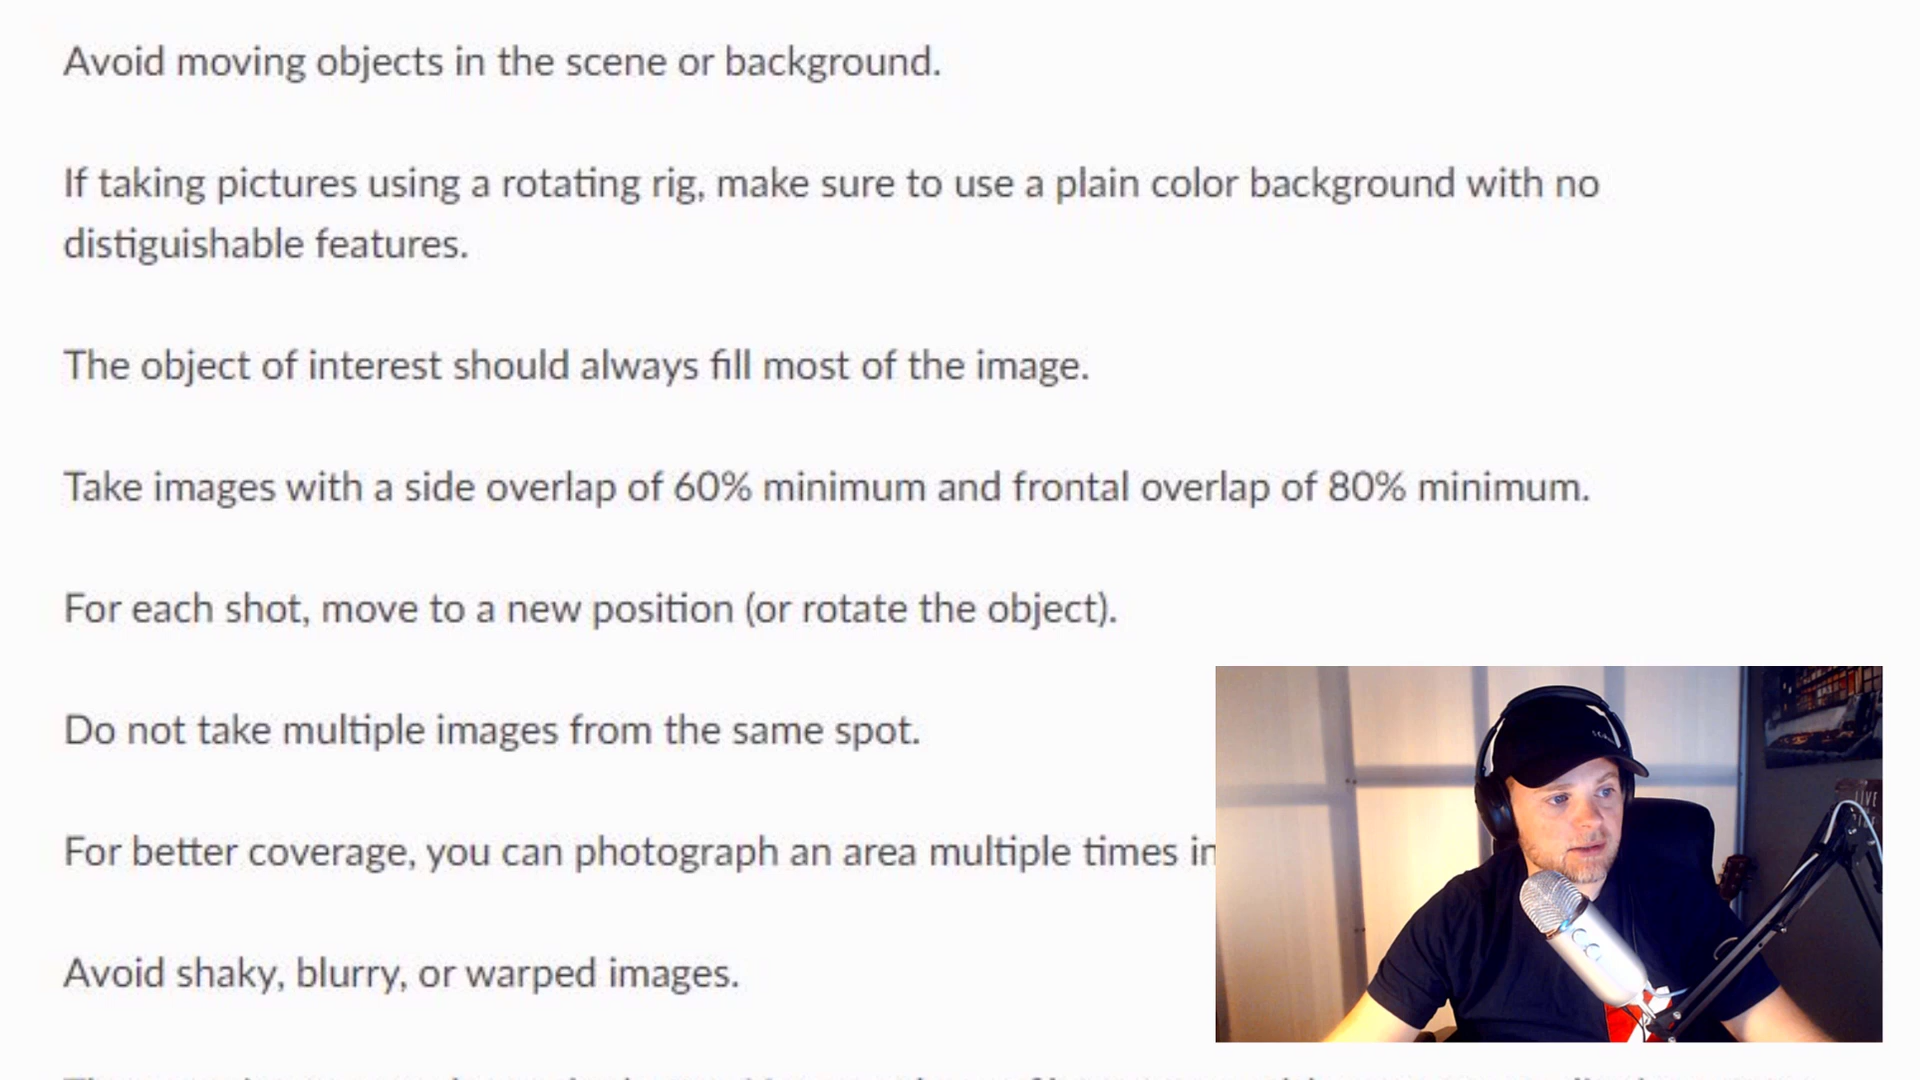 Avoid moving objects in the scene or background.
If taking pictures using a rotating rig, make sure to use a plain color background with no
distiguishable features.
The object of interest should always fill most of the image.
Take images with a side overlap of 60% minimum and frontal overlap of 80% minimum.
For each shot, move to a new position (or rotate the object).
Do not take multiple images from the same spot.
For better coverage, you can photograph an area multiple times in
LIVE
Avoid shaky, blurry, or warped images.